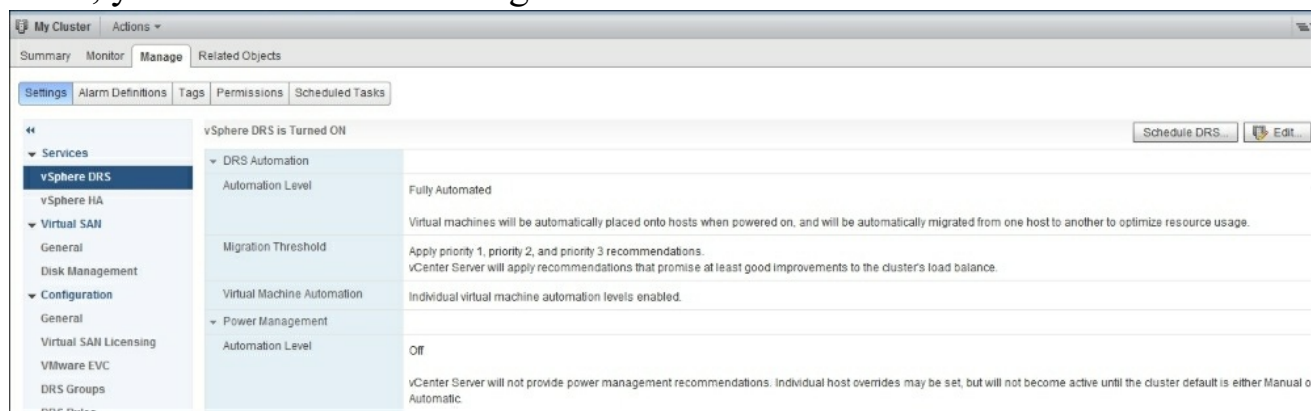 My Cluster Actions
Summary Monitor Manage Related Objects
Settings Alarm Definitions Tags Permissions Scheduled Tasks
vSphere DRS is Turned ON
Schedule DRS... Edit...
Services
vSphere DRS
vSphere HA
Virtual SAN
General
Disk Management
Configuration
General
Virtual SAN Licensing
VMware EVC
DRS Groups
DRS Automation
Automation Level
Fully Automated
Virtual machines will be automatically placed onto hosts when powered on, and will be automatically migrated from one host to another to optimize resource usage.
Migration Threshold
Apply priority 1, priority 2, and priority 3 recommendations.
vCenter Server will apply recommendations that promise at least good improvements to the cluster's load balance.
Virtual Machine Automation
Individual virtual machine automation levels enabled.
Power Management
Automation Level
Off
vCenter Server will not provide power management recommendations. Individual host overrides may be set, but will not become active until the cluster default is either Manual
Automatic.